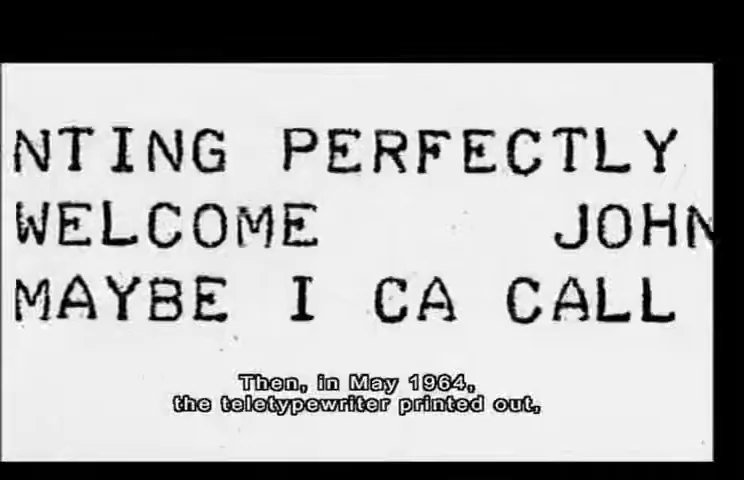 NTING PERFECTLY
WELCOME JOHN
MAYBE I CA CALL
Then, in May 1964,
the teletypewriter printed out,